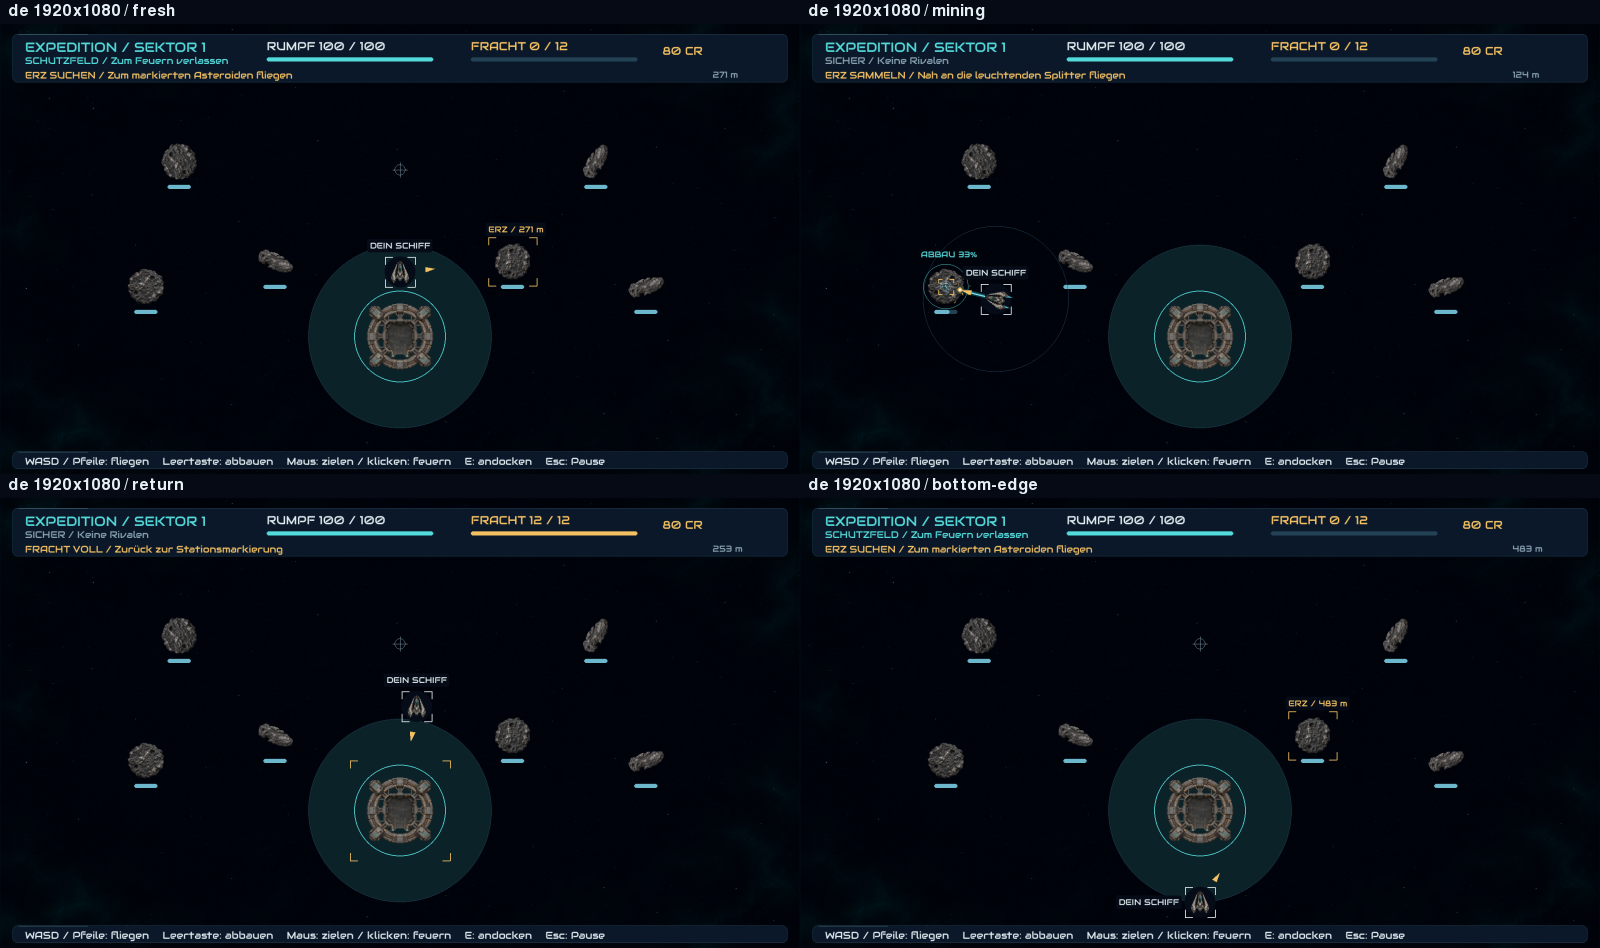 de 1920x1080 / fresh
EXPEDITION / SEKTOR 1
RUMPF 100 / 100
FRACHT 0 / 12
80 CR
SCHUTZFELD / Zum Feuern verlassen
ERZ SUCHEN / Zum markierten Asteroiden fliegen
271 m
ERZ / 271 m
DEIN SCHIFF
WASD / Pfeile: fliegen Leertaste: abbauen Maus: zielen / klicken: feuern E: andocken Esc: Pause
de 1920x1080 / mining
EXPEDITION / SEKTOR 1
RUMPF 100 / 100
FRACHT 0 / 12
80 CR
SICHER / Keine Rivalen
ERZ SAMMELN / Nah an die leuchtenden Splitter fliegen
124 m
ABBAU 33%
DEIN SCHIFF
WASD / Pfeile: fliegen Leertaste: abbauen Maus: zielen / klicken: feuern E: andocken Esc: Pause
de 1920x1080 / return
EXPEDITION / SEKTOR 1
RUMPF 100 / 100
FRACHT 12 / 12
80 CR
SICHER / Keine Rivalen
FRACHT VOLL / Zurück zur Stationsmarkierung
253 m
DEIN SCHIFF
WASD / Pfeile: fliegen Leertaste: abbauen Maus: zielen / klicken: feuern E: andocken Esc: Pause
de 1920x1080 / bottom-edge
EXPEDITION / SEKTOR 1
RUMPF 100 / 100
FRACHT 0 / 12
80 CR
SCHUTZFELD / Zum Feuern verlassen
ERZ SUCHEN / Zum markierten Asteroiden fliegen
483 m
ERZ / 483 m
DEIN SCHIFF
WASD / Pfeile: fliegen Leertaste: abbauen Maus: zielen / klicken: feuern E: andocken Esc: Pause